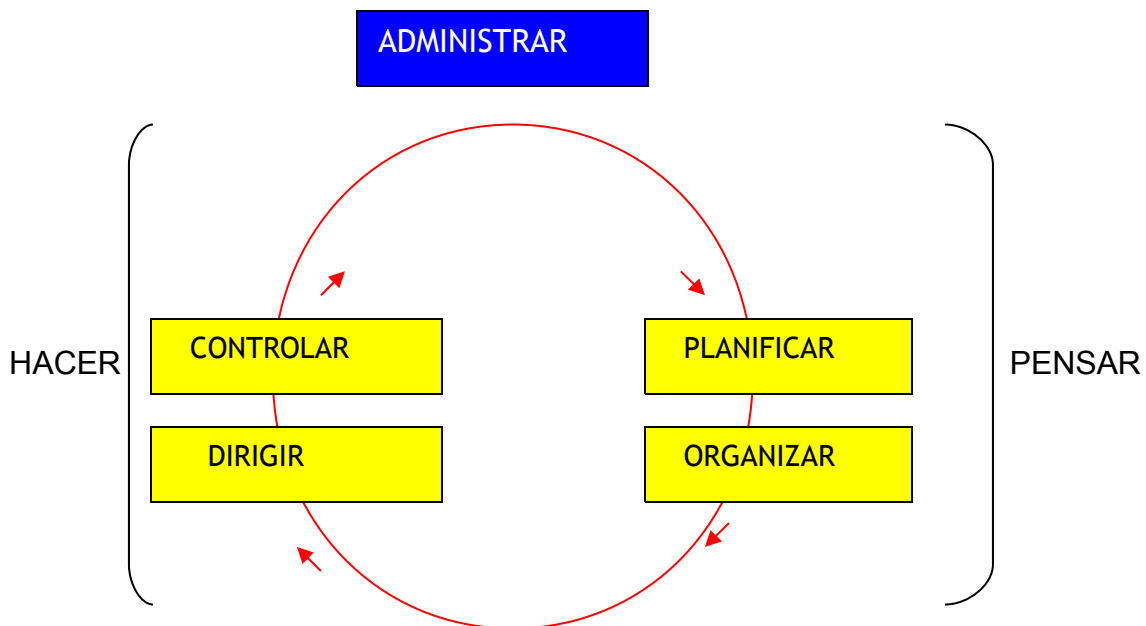 ADMINISTRAR
CONTROLAR
PLANIFICAR
HACER
PENSAR
DIRIGIR
ORGANIZAR